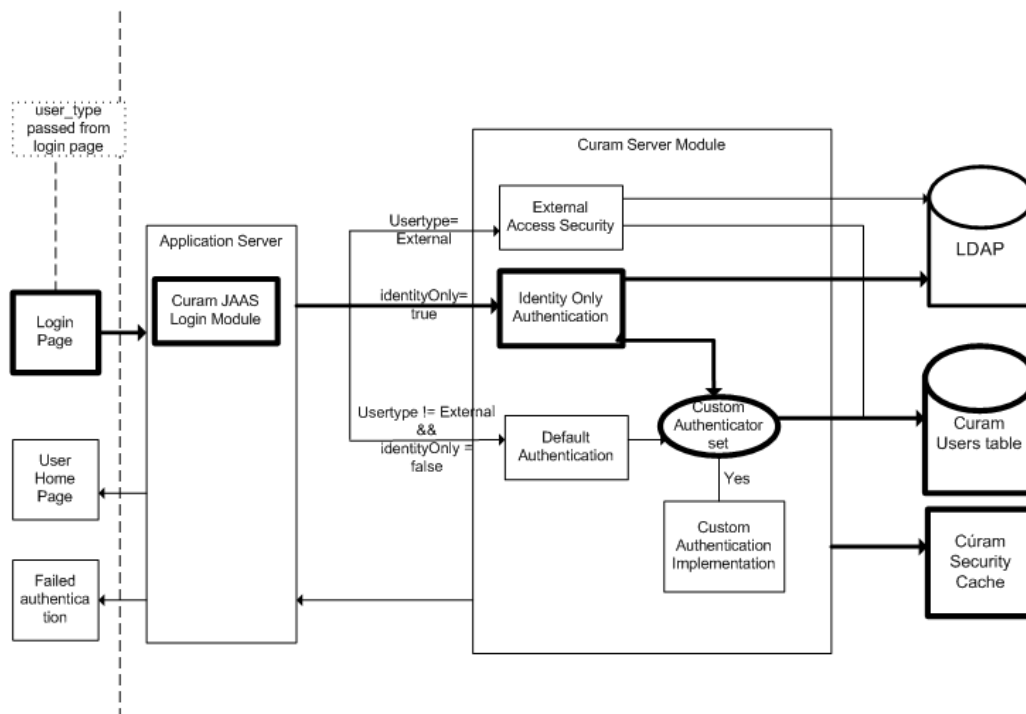 user_type
passed from
login page
Curam Server Module
External
Access Security
Usertype=
External
LDAP
Application Server
Curam JAAS
Login Module
identityOnly=
true
Identity Only
Authentication
Login
Page
Usertype != External
&&
identityOnly =
false
Default
Authentication
Custom
Authenticator
set
Curam
Users table
User
Home
Page
Yes
Custom
Authentication
Implementation
Cúram
Security
Cache
Failed
authentica
tion